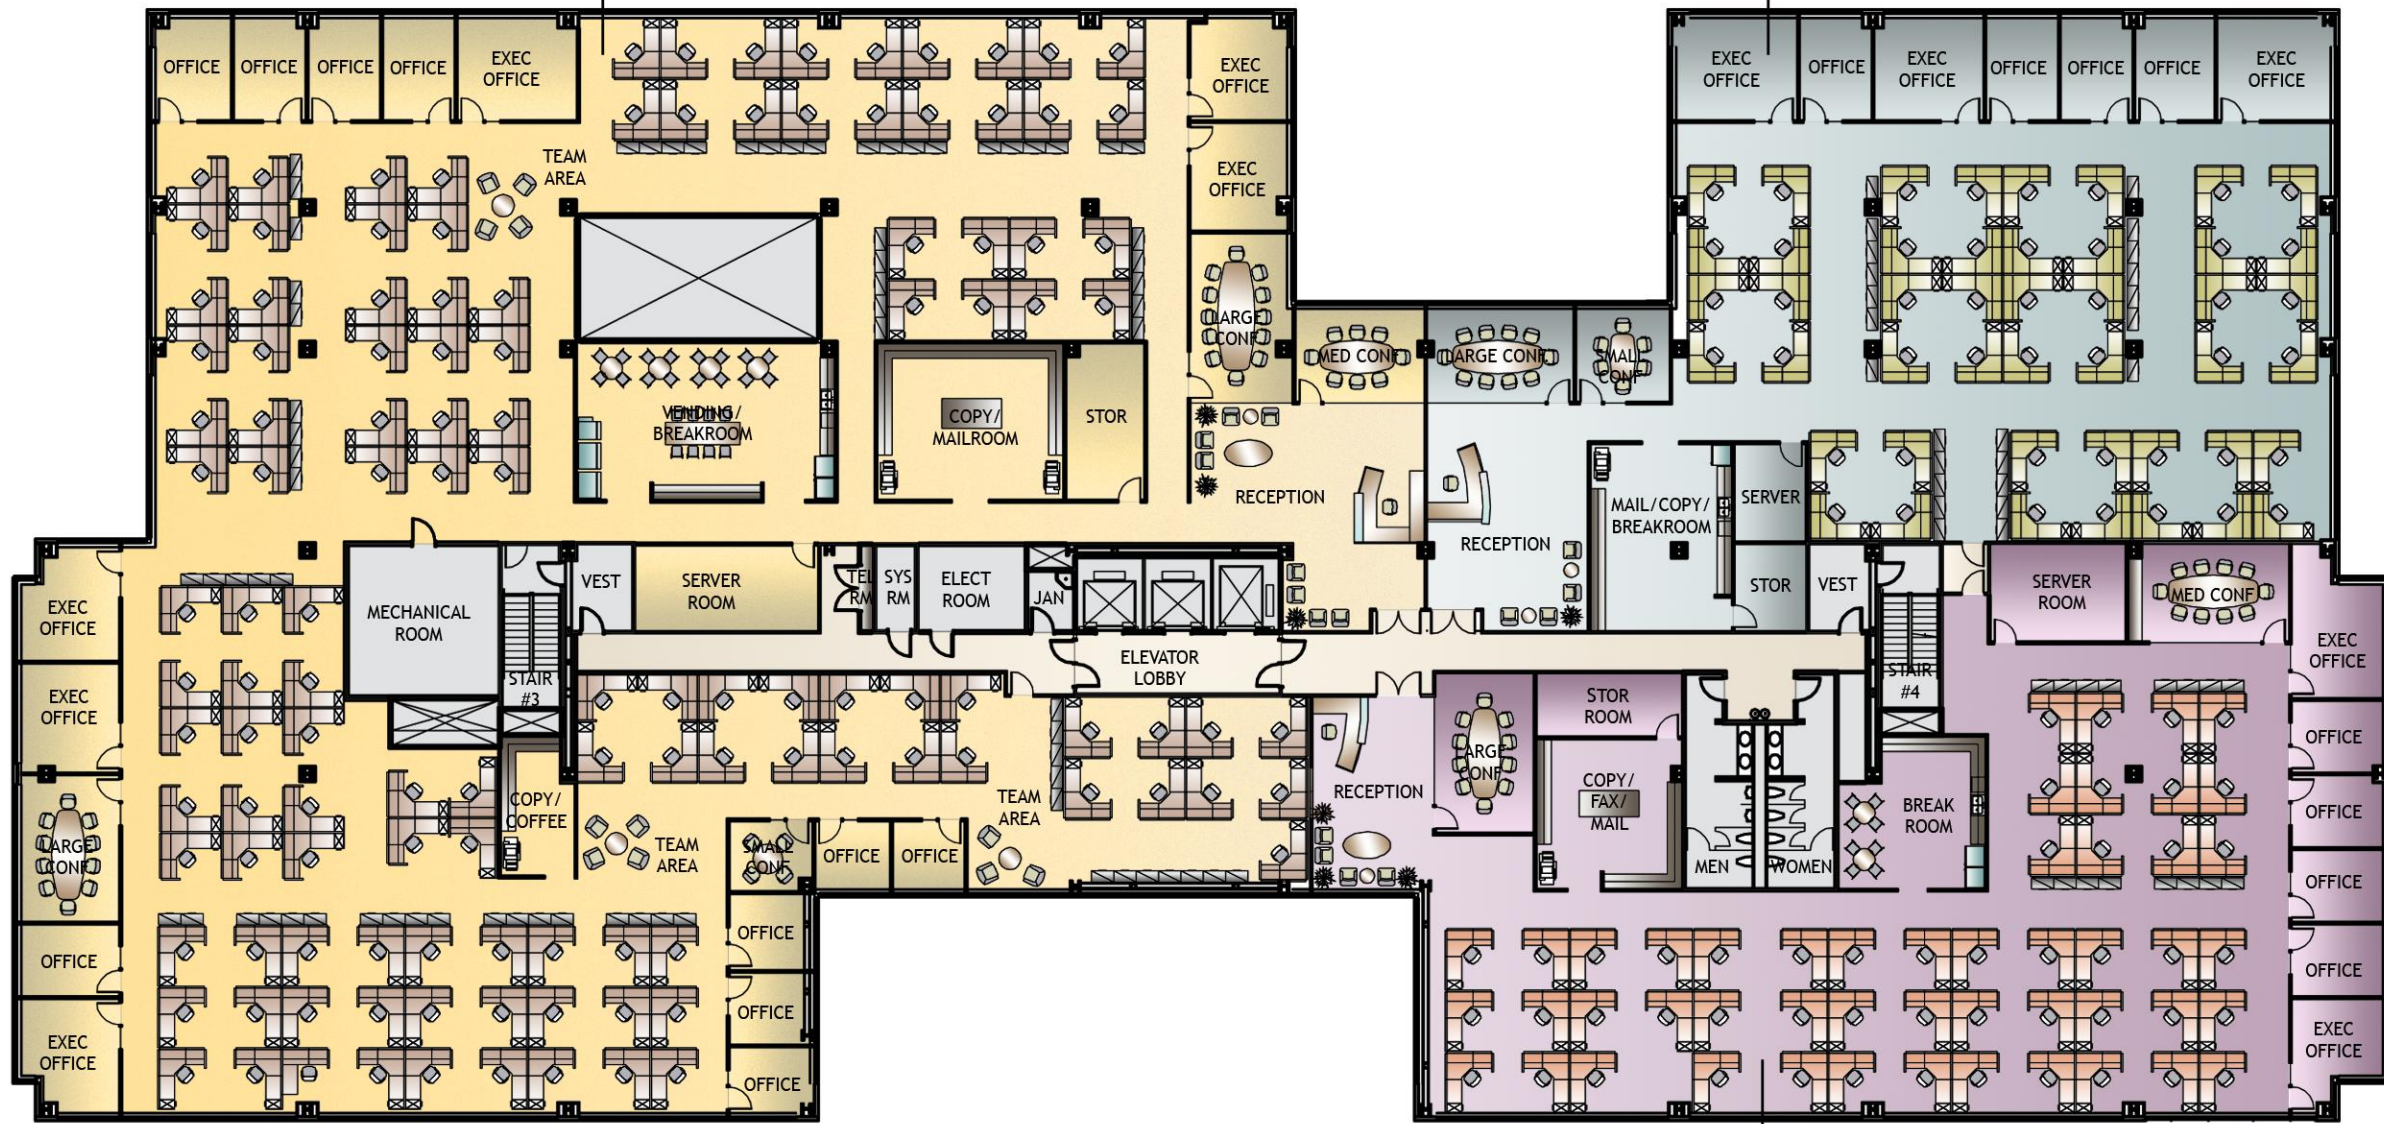 OFFICE
OFFICE
OFFICE
OFFICE
EXEC
OFFICE
EXEC
OFFICE
EXEC
OFFICE
OFFICE
EXEC
OFFICE
OFFICE
OFFICE
OFFICE
EXEC
OFFICE
TEAM
AREA
EXEC
OFFICE
LARGE
CONF
MED CONF
LARGE CONF
SMALL
CONF
VENDING/
BREAKROOM
COPY/
MAILROOM
STOR
RECEPTION
RECEPTION
MAIL/COPY/
BREAKROOM
SERVER
STOR
VEST
EXEC
OFFICE
MECHANICAL
ROOM
VEST
SERVER
ROOM
TEL
RM
SYS
RM
ELECT
ROOM
JAN
SERVER
ROOM
MED CONF
EXEC
OFFICE
ELEVATOR
LOBBY
STAIR
#3
STAIR
#4
EXEC
OFFICE
STOR
ROOM
OFFICE
LARGE
CONF
COPY/
COFFEE
TEAM
AREA
SMALL
CONF
OFFICE
OFFICE
TEAM
AREA
RECEPTION
ARGE
CONF
COPY/
FAX/
MAIL
MEN
WOMEN
BREAK
ROOM
OFFICE
OFFICE
OFFICE
EXEC
OFFICE
OFFICE
OFFICE
OFFICE
OFFICE
EXEC
OFFICE